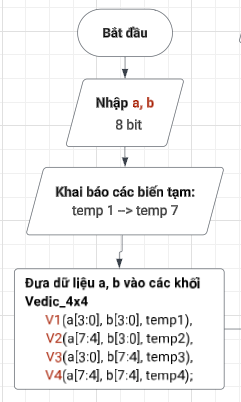 Bắt đầu
Nhập a, b
8 bit
Khai báo các biến tạm:
temp 1 --> temp 7
Đưa dữ liệu a, b vào các khối
Vedic_4x4
V1(a[3:0], b[3:0], temp1),
V2(a[7:4], b[3:0], temp2),
V3(a[3:0], b[7:4], temp3),
V4(a[7:4], b[7:4], temp4);